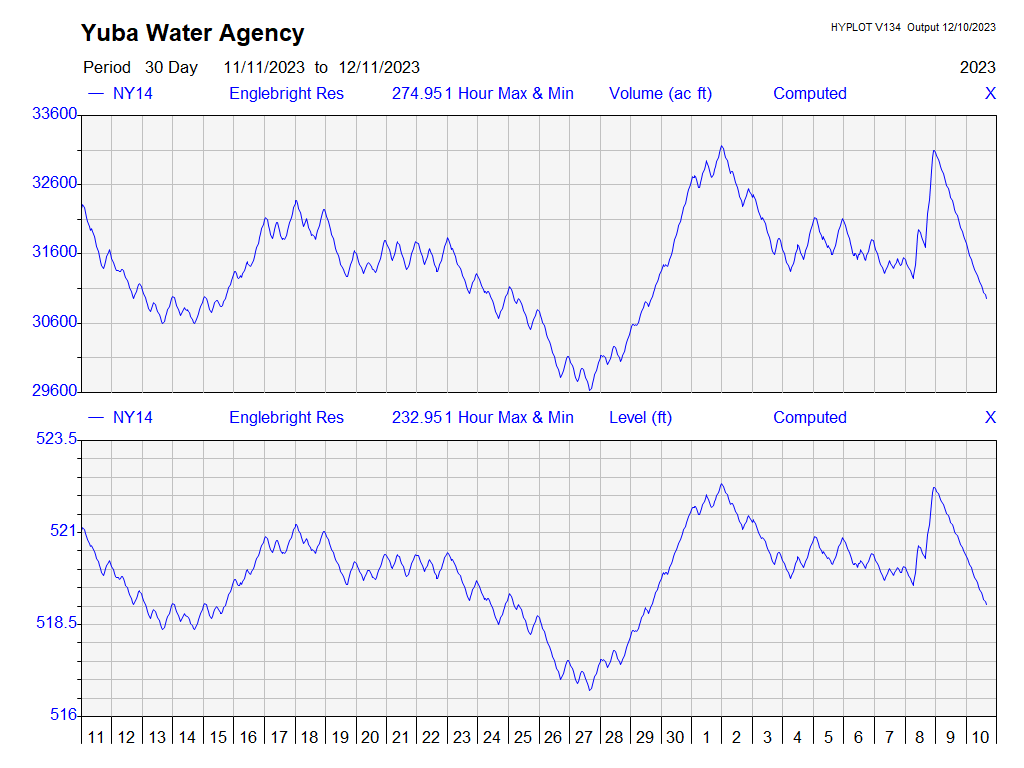 Yuba Water Agency
HYPLOT V134 Output 12/10/2023
Period 30 Day 11/11/2023 to 12/11/2023 2023
— NY14 Englebright Res 274.951 Hour Max & Min Volume (ac ft) Computed X
33600
32600
31600
30600
29600
— NY14 Englebright Res 232.951 Hour Max & Min Level (ft) Computed X
523.5
521
518.5
516
11 12 13 14 15 16 17 18 19 20 21 22 23 24 25 26 27 28 29 30 1 2 3 4 5 6 7 8 9 10